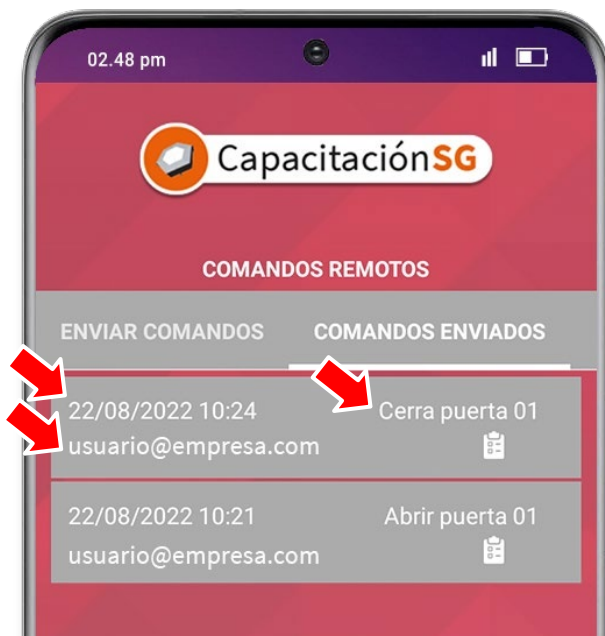 02.48 pm
CapacitaciónSG
COMANDOS REMOTOS
ENVIAR COMANDOS COMANDOS ENVIADOS
22/08/2022 10:24 Cerra puerta 01
usuario@empresa.com
22/08/2022 10:21 Abrir puerta 01
usuario@empresa.com